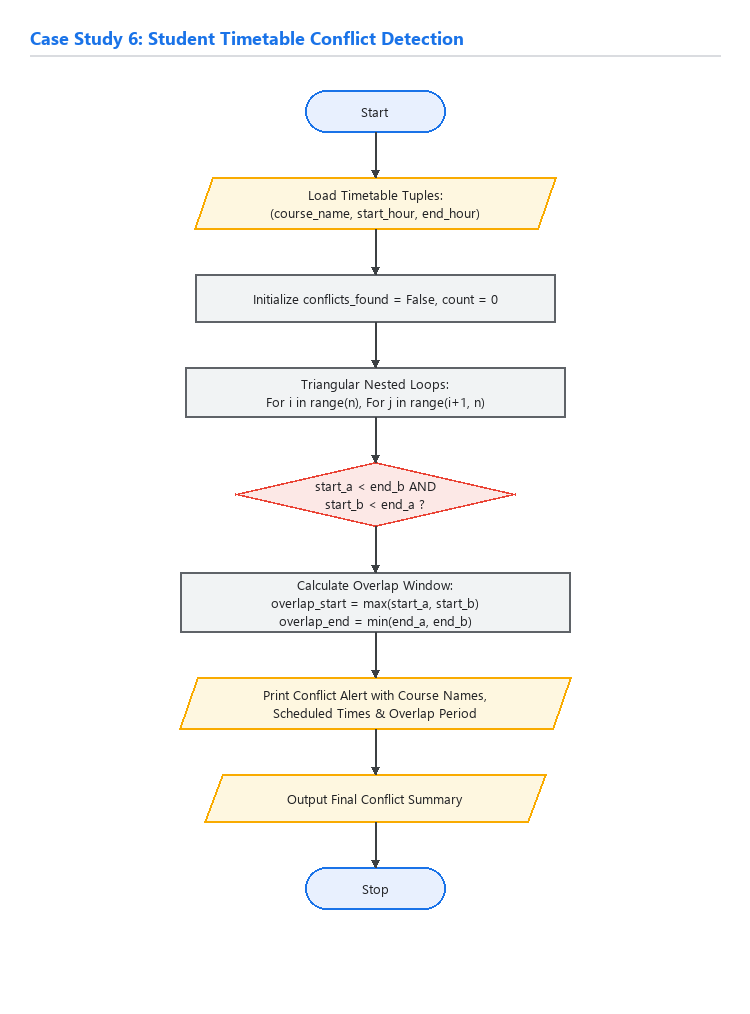 Case Study 6: Student Timetable Conflict Detection
Start
Load Timetable Tuples:
(course_name, start_hour, end_hour)
Initialize conflicts_found = False, count = 0
Triangular Nested Loops:
For i in range(n), For j in range(i+1, n)
start_a < end_b AND
start_b < end_a ?
Calculate Overlap Window:
overlap_start = max(start_a, start_b)
overlap_end = min(end_a, end_b)
Print Conflict Alert with Course Names,
Scheduled Times & Overlap Period
Output Final Conflict Summary
Stop